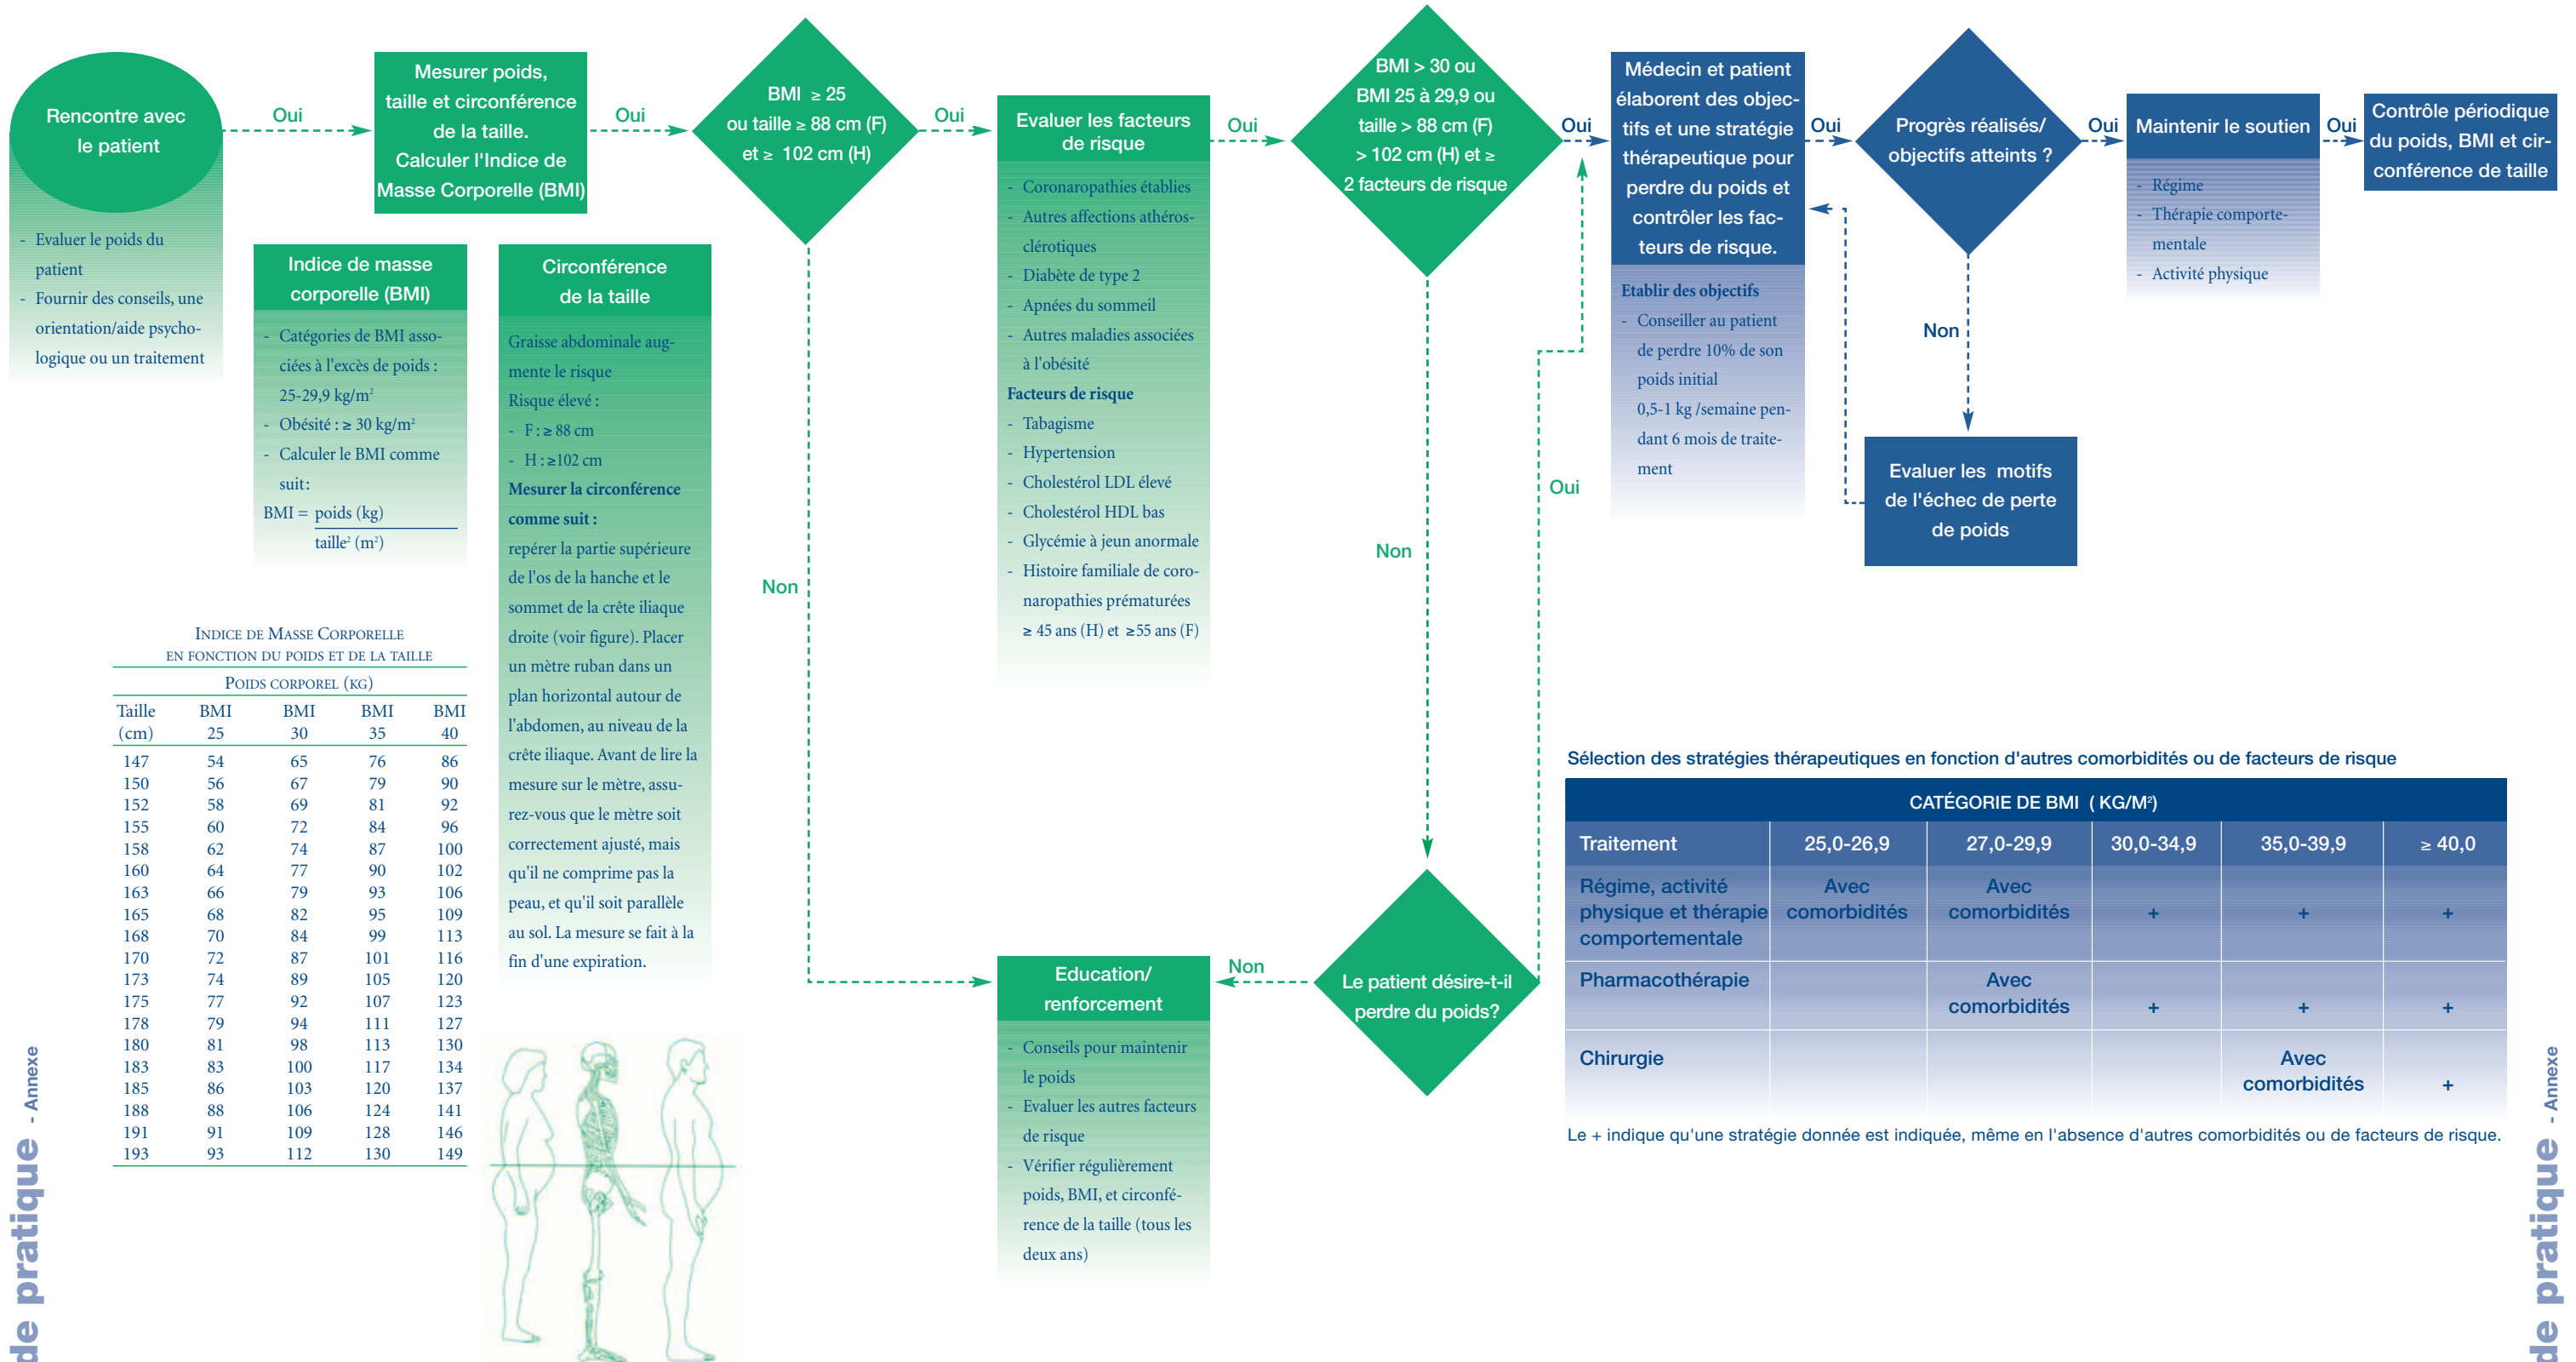 Rencontre avec
le patient
- Evaluer le poids du
patient
- Fournir des conseils, une
orientation/aide psycho-
logique ou un traitement
Oui
Mesurer poids,
taille et circonférence
de la taille.
Calculer l'Indice de
Masse Corporelle (BMI)
Indice de masse
corporelle (BMI)
- Catégories de BMI asso-
ciées à l'excès de poids :
25-29,9 kg/m²
- Obésité : ≥ 30 kg/m²
- Calculer le BMI comme
suit:
BMI = poids (kg)
taille² (m²)
Circonférence
de la taille
Graisse abdominale aug-
mente le risque
Risque élevé :
- F : ≥ 88 cm
- H : ≥102 cm
Mesurer la circonférence
comme suit :
repérer la partie supérieure
de l'os de la hanche et le
sommet de la crête iliaque
droite (voir figure). Placer
un mètre ruban dans un
plan horizontal autour de
l'abdomen, au niveau de la
crête iliaque. Avant de lire la
mesure sur le mètre, assu-
rez-vous que le mètre soit
correctement ajusté, mais
qu'il ne comprime pas la
peau, et qu'il soit parallèle
au sol. La mesure se fait à la
fin d'une expiration.
Oui
BMI ≥ 25
ou taille ≥ 88 cm (F)
et ≥ 102 cm (H)
Oui
Non
Evaluer les facteurs
de risque
- Coronaropathies établies
- Autres affections athéros-
clérotiques
- Diabète de type 2
- Apnées du sommeil
- Autres maladies associées
à l'obésité
Facteurs de risque
- Tabagisme
- Hypertension
- Cholestérol LDL élevé
- Cholestérol HDL bas
- Glycémie à jeun anormale
- Histoire familiale de coro-
naropathies prématurées
≥ 45 ans (H) et ≥55 ans (F)
Oui
BMI > 30 ou
BMI 25 à 29,9 ou
taille > 88 cm (F)
> 102 cm (H) et ≥
2 facteurs de risque
Oui
Non
Le patient désire-t-il
perdre du poids?
Oui
Non
Education/
renforcement
- Conseils pour maintenir
le poids
- Evaluer les autres facteurs
de risque
- Vérifier régulièrement
poids, BMI, et circonfé-
rence de la taille (tous les
deux ans)
Médecin et patient
élaborent des objec-
tifs et une stratégie
thérapeutique pour
perdre du poids et
contrôler les fac-
teurs de risque.
Etablir des objectifs
- Conseiller au patient
de perdre 10% de son
poids initial
0,5-1 kg /semaine pen-
dant 6 mois de traite-
ment
Oui
Progrès réalisés/
objectifs atteints ?
Non
Evaluer les motifs
de l'échec de perte
de poids
Oui
Maintenir le soutien
- Régime
- Thérapie comporte-
mentale
- Activité physique
Oui
Contrôle périodique
du poids, BMI et cir-
conférence de taille
INDICE DE MASSE CORPORELLE
EN FONCTION DU POIDS ET DE LA TAILLE
POIDS CORPOREL (KG)
Taille BMI BMI BMI BMI
(cm) 25 30 35 40
147 54 65 76 86
150 56 67 79 90
152 58 69 81 92
155 60 72 84 96
158 62 74 87 100
160 64 77 90 102
163 66 79 93 106
165 68 82 95 109
168 70 84 99 113
170 72 87 101 116
173 74 89 105 120
175 77 92 107 123
178 79 94 111 127
180 81 98 113 130
183 83 100 117 134
185 86 103 120 137
188 88 106 124 141
191 91 109 128 146
193 93 112 130 149
Sélection des stratégies thérapeutiques en fonction d'autres comorbidités ou de facteurs de risque
CATÉGORIE DE BMI ( KG/M²)
Traitement 25,0-26,9 27,0-29,9 30,0-34,9 35,0-39,9 ≥ 40,0
Régime, activité Avec Avec
physique et thérapie comorbidités comorbidités + + +
comportementale
Pharmacothérapie Avec
comorbidités + + +
Chirurgie Avec
comorbidités +
Le + indique qu'une stratégie donnée est indiquée, même en l'absence d'autres comorbidités ou de facteurs de risque.
de pratique - Annexe
de pratique - Annexe